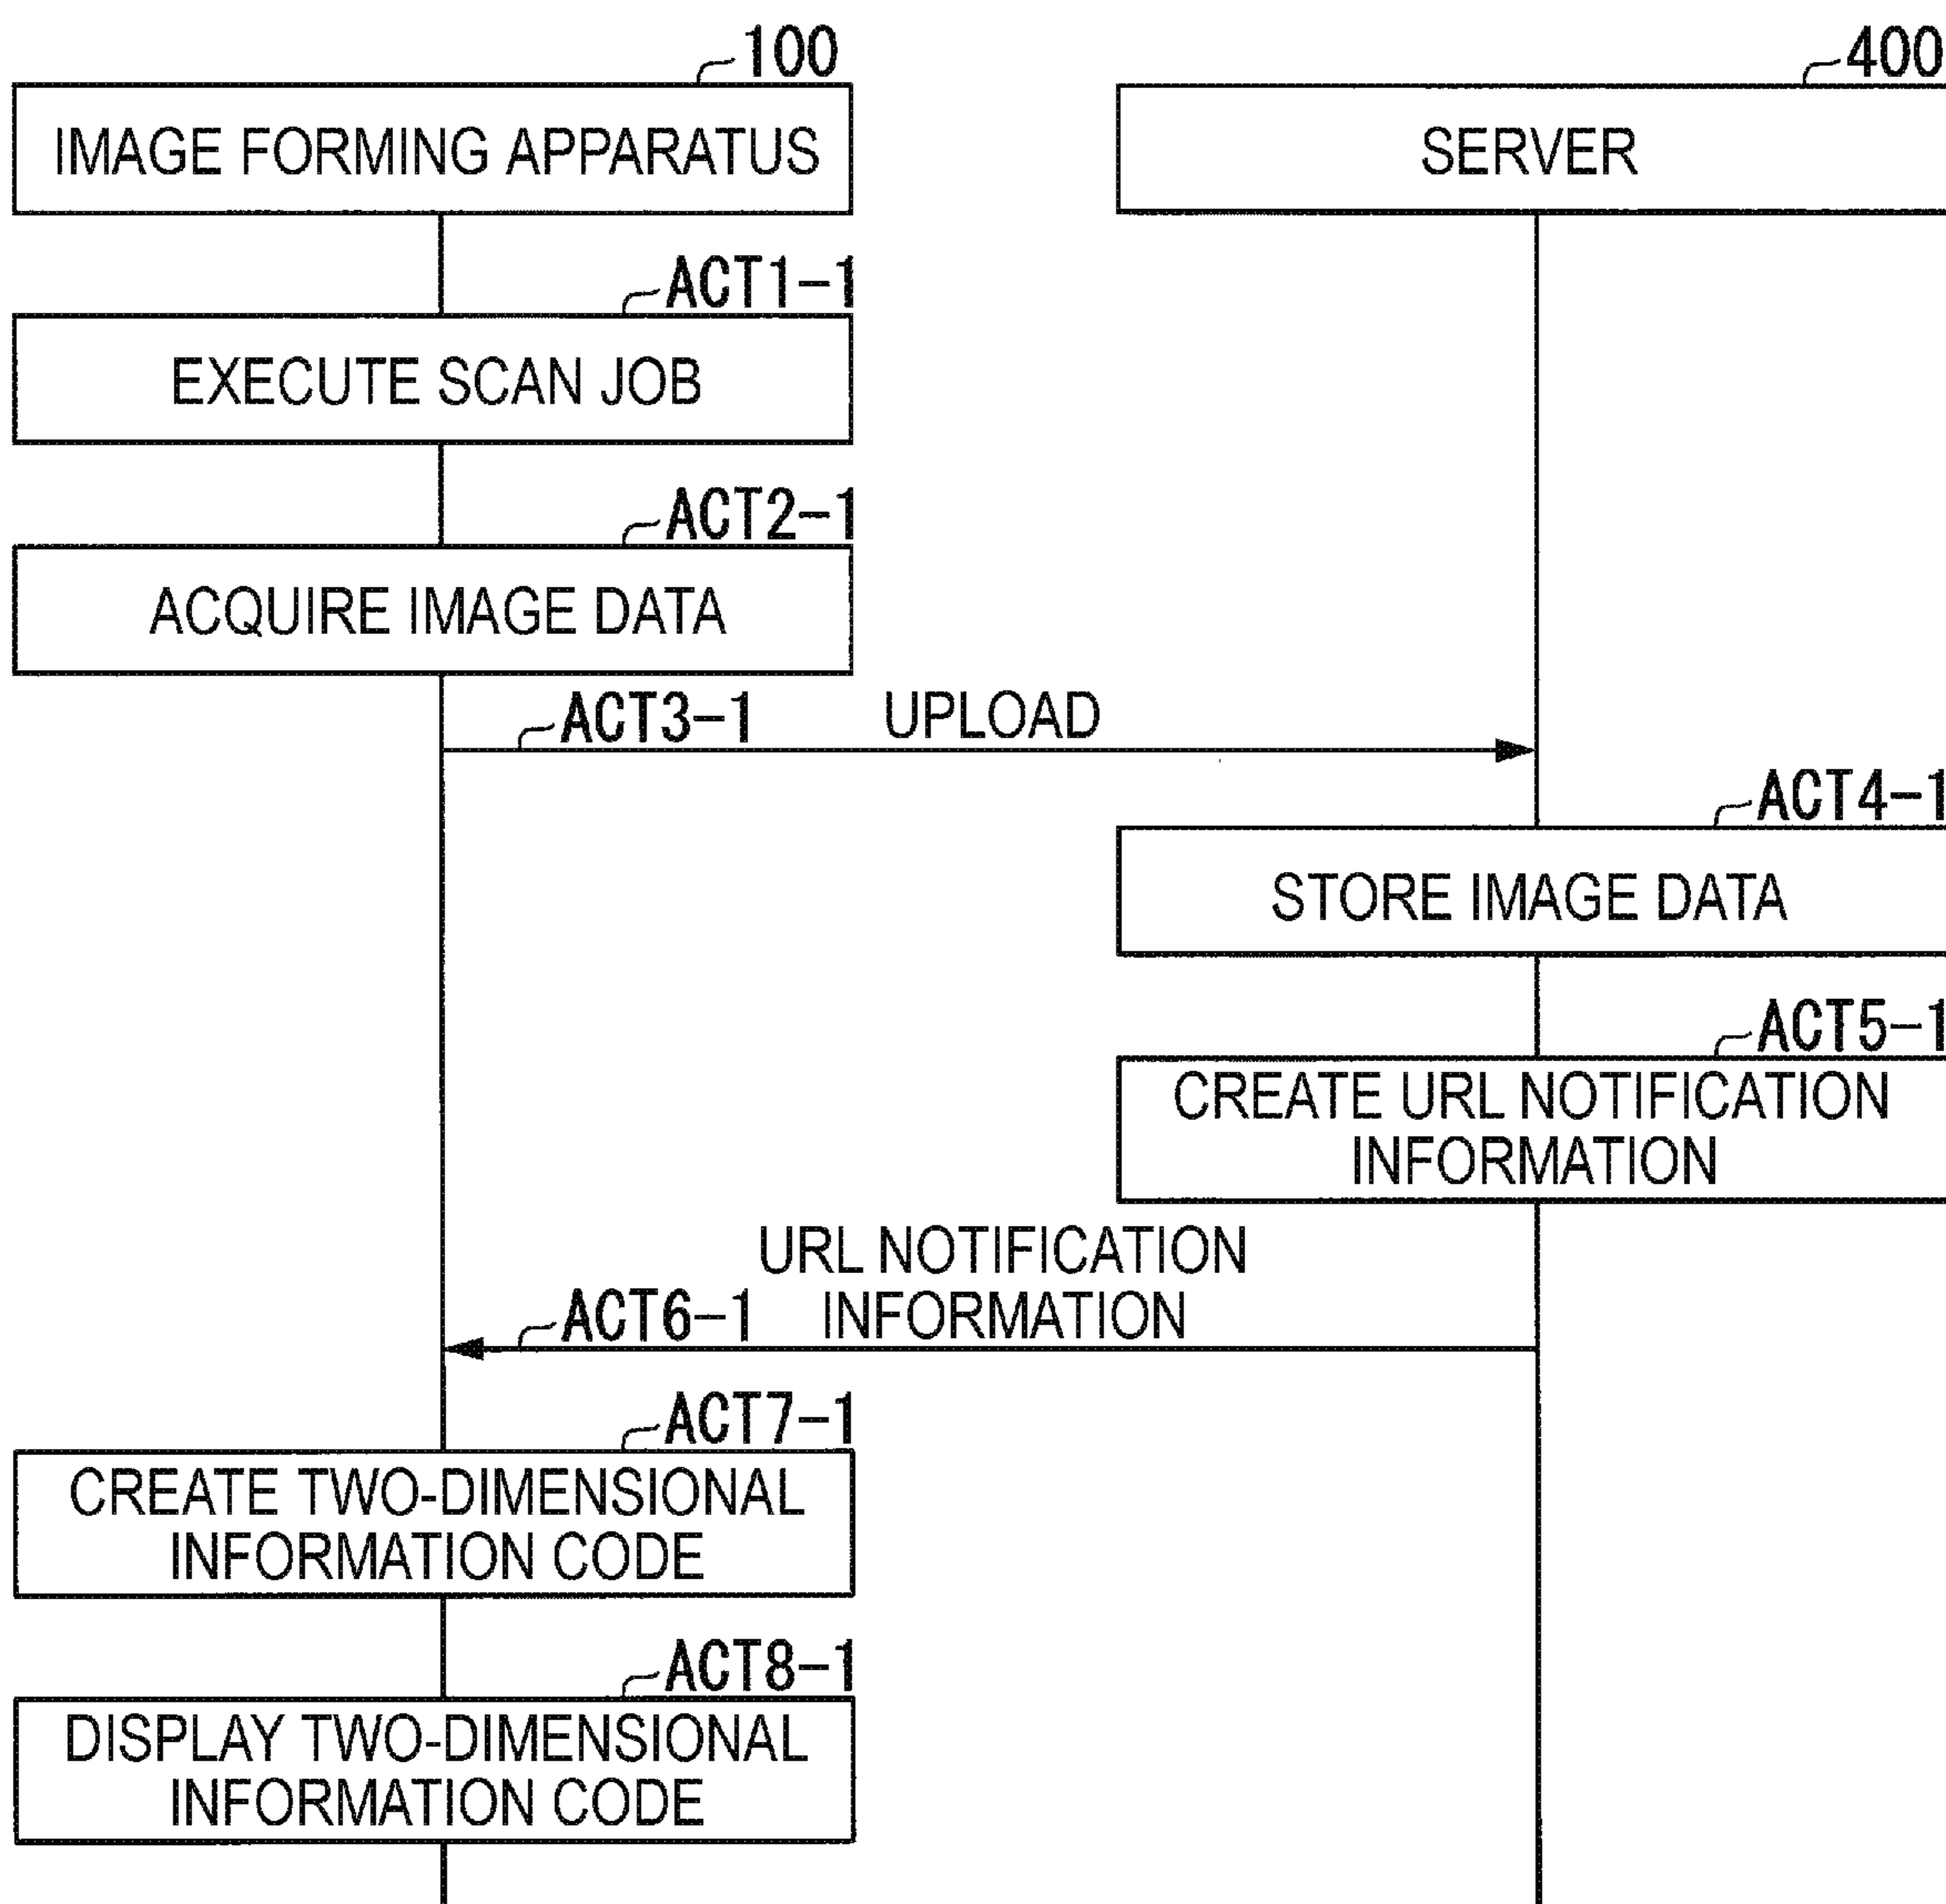 100
400
IMAGE FORMING APPARATUS
SERVER
ACT1-1
EXECUTE SCAN JOB
ACT2-1
ACQUIRE IMAGE DATA
ACT3-1
UPLOAD
ACT4-1
STORE IMAGE DATA
ACT5-1
CREATE URL NOTIFICATION
INFORMATION
URL NOTIFICATION
INFORMATION
ACT6-1
ACT7-1
CREATE TWO-DIMENSIONAL
INFORMATION CODE
ACT8-1
DISPLAY TWO-DIMENSIONAL
INFORMATION CODE